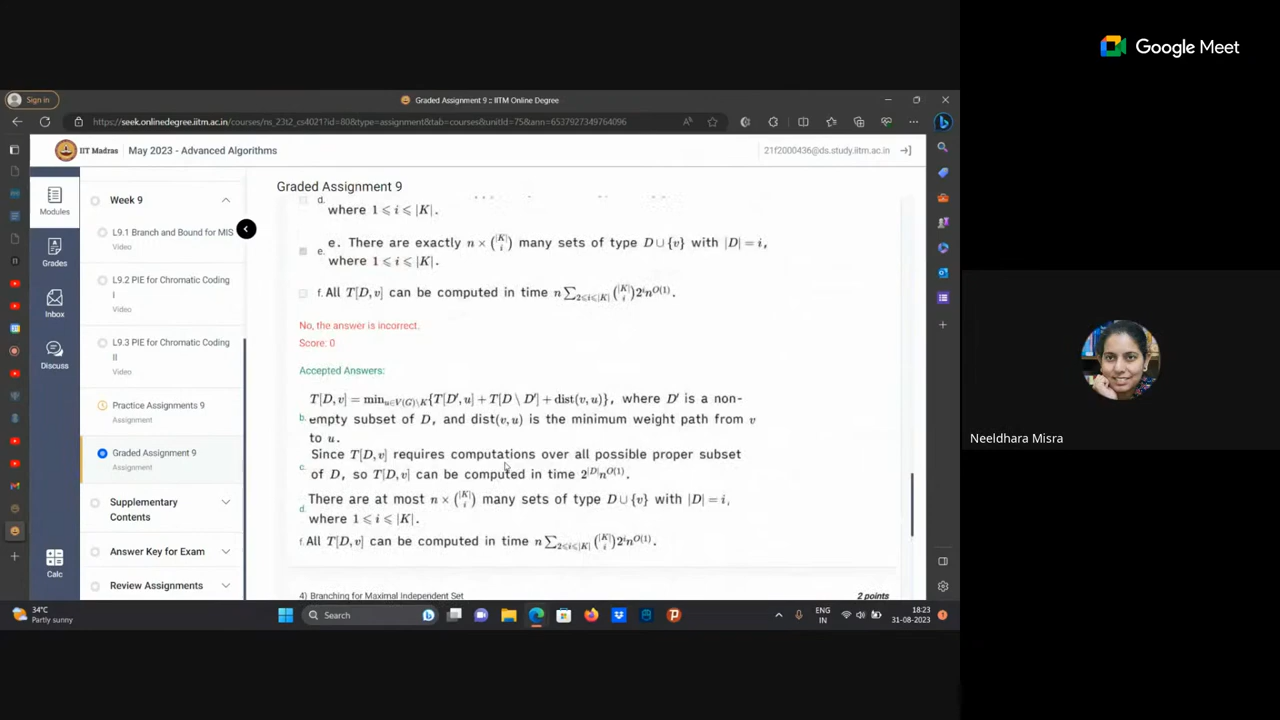 Google Meet
Sign in
Graded Assignment 9 :: IITM Online Degree
https://seek.onlinedegree.iitm.ac.in/courses/ns_23t2_cs4021?id=80&type=assignment&tab=courses&unitId=75&ann=6537927349764096
IIT Madras
May 2023 - Advanced Algorithms
21f2000436@ds.study.iitm.ac.in
Modules
Grades
Inbox
Discuss
Calc
Week 9
L9.1 Branch and Bound for MIS
Video
L9.2 PIE for Chromatic Coding
I
Video
L9.3 PIE for Chromatic Coding
II
Video
Practice Assignments 9
Assignment
Graded Assignment 9
Assignment
Supplementary
Contents
Answer Key for Exam
Review Assignments
Graded Assignment 9
d.
where 1 ⩽ i ⩽ |K|.
e. e. There are exactly n × (|K| i) many sets of type D ∪ {v} with |D| = i,
where 1 ⩽ i ⩽ |K|.
f. All T[D, v] can be computed in time n ∑_{2⩽i⩽|K|} (|K| i) 2^i n^{O(1)}.
No, the answer is incorrect.
Score: 0
Accepted Answers:
T[D, v] = min_{u∈V(G)\K}{T[D′, u] + T[D \ D′] + dist(v, u)}, where D′ is a non-
b. empty subset of D, and dist(v, u) is the minimum weight path from v
to u.
Since T[D, v] requires computations over all possible proper subset
c. of D, so T[D, v] can be computed in time 2^{|D|} n^{O(1)}.
There are at most n × (|K| i) many sets of type D ∪ {v} with |D| = i,
d. where 1 ⩽ i ⩽ |K|.
f. All T[D, v] can be computed in time n ∑_{2⩽i⩽|K|} (|K| i) 2^i n^{O(1)}.
4) Branching for Maximal Independent Set
2 points
Neeldhara Misra
34°C
Partly sunny
Search
ENG
IN
18:23
31-08-2023